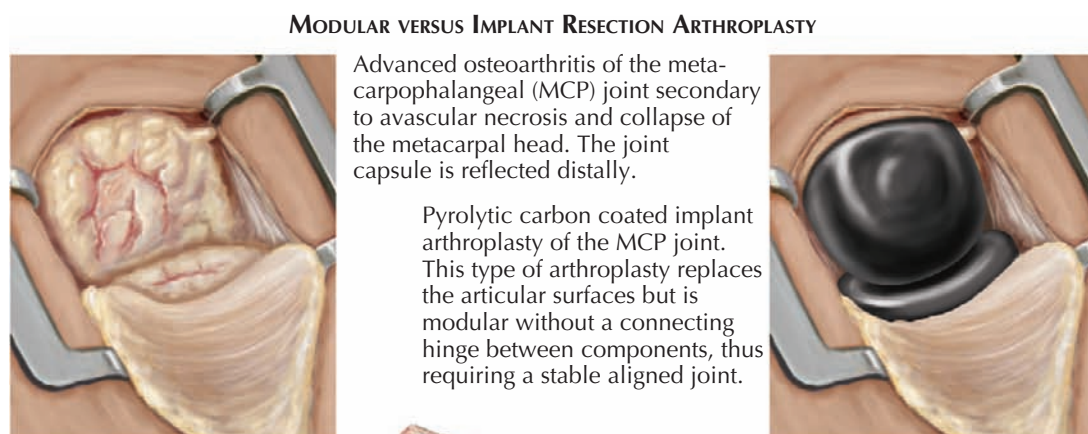 MODULAR VERSUS IMPLANT RESECTION ARTHROPLASTY
Advanced osteoarthritis of the meta-
carpophalangeal (MCP) joint secondary
to avascular necrosis and collapse of
the metacarpal head. The joint
capsule is reflected distally.
Pyrolytic carbon coated implant
arthroplasty of the MCP joint.
This type of arthroplasty replaces
the articular surfaces but is
modular without a connecting
hinge between components, thus
requiring a stable aligned joint.